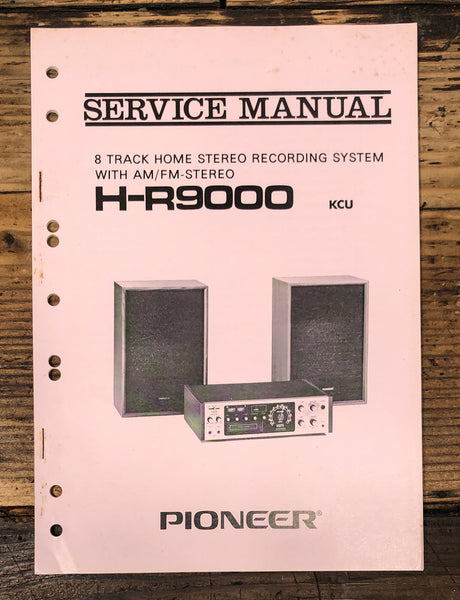 SERVICE MANUAL
8 TRACK HOME STEREO RECORDING SYSTEM
WITH AM/FM-STEREO
H-R9000 KCU
PIONEER®